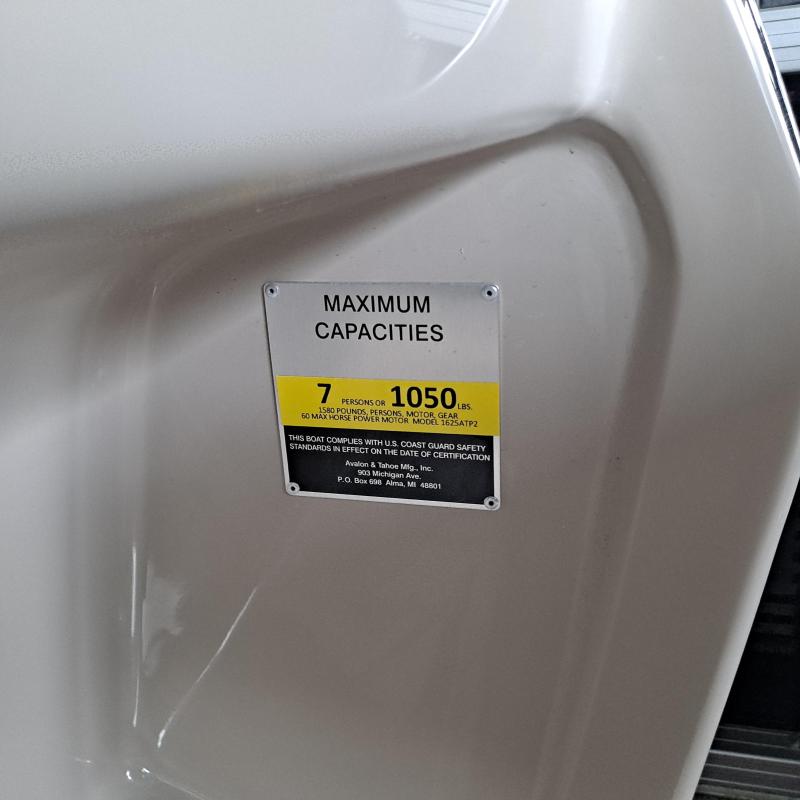 MAXIMUM
CAPACITIES
7 PERSONS OR 1050 LBS.
1580 POUNDS, PERSONS, MOTOR, GEAR
60 MAX HORSE POWER MOTOR MODEL 1625ATP2
THIS BOAT COMPLIES WITH U.S. COAST GUARD SAFETY
STANDARDS IN EFFECT ON THE DATE OF CERTIFICATION
Avalon & Tahoe Mfg., Inc.
903 Michigan Ave.
P.O. Box 698 Alma, MI 48801